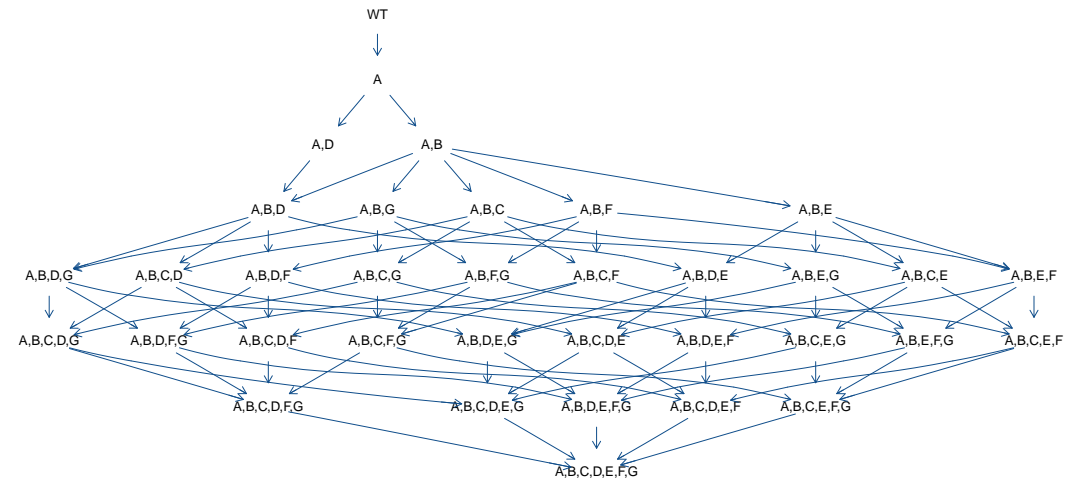 WT
A
A,D A,B
A,B,D A,B,G A,B,C A,B,F A,B,E
A,B,D,G A,B,C,D A,B,D,F A,B,C,G A,B,F,G A,B,C,F A,B,D,E A,B,E,G A,B,C,E A,B,E,F
A,B,C,D,G A,B,D,F,G A,B,C,D,F A,B,C,F,G A,B,D,E,G A,B,C,D,E A,B,D,E,F A,B,C,E,G A,B,E,F,G A,B,C,E,F
A,B,C,D,F,G A,B,C,D,E,G A,B,D,E,F,G A,B,C,D,E,F A,B,C,E,F,G
A,B,C,D,E,F,G